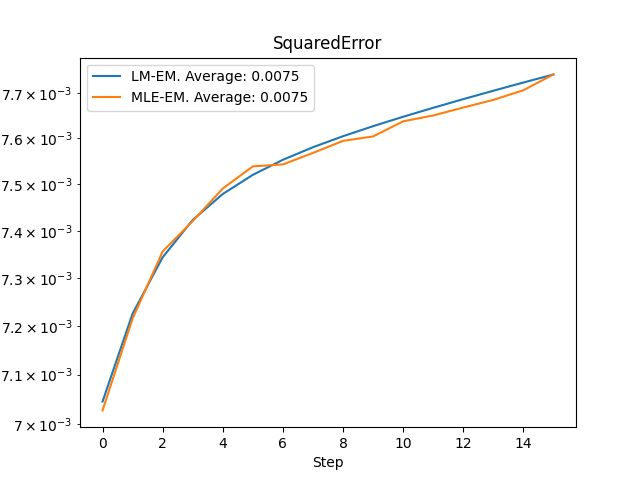 SquaredError
LM-EM. Average: 0.0075
MLE-EM. Average: 0.0075
7.7 × 10⁻³
7.6 × 10⁻³
7.5 × 10⁻³
7.4 × 10⁻³
7.3 × 10⁻³
7.2 × 10⁻³
7.1 × 10⁻³
7 × 10⁻³
0 2 4 6 8 10 12 14
Step